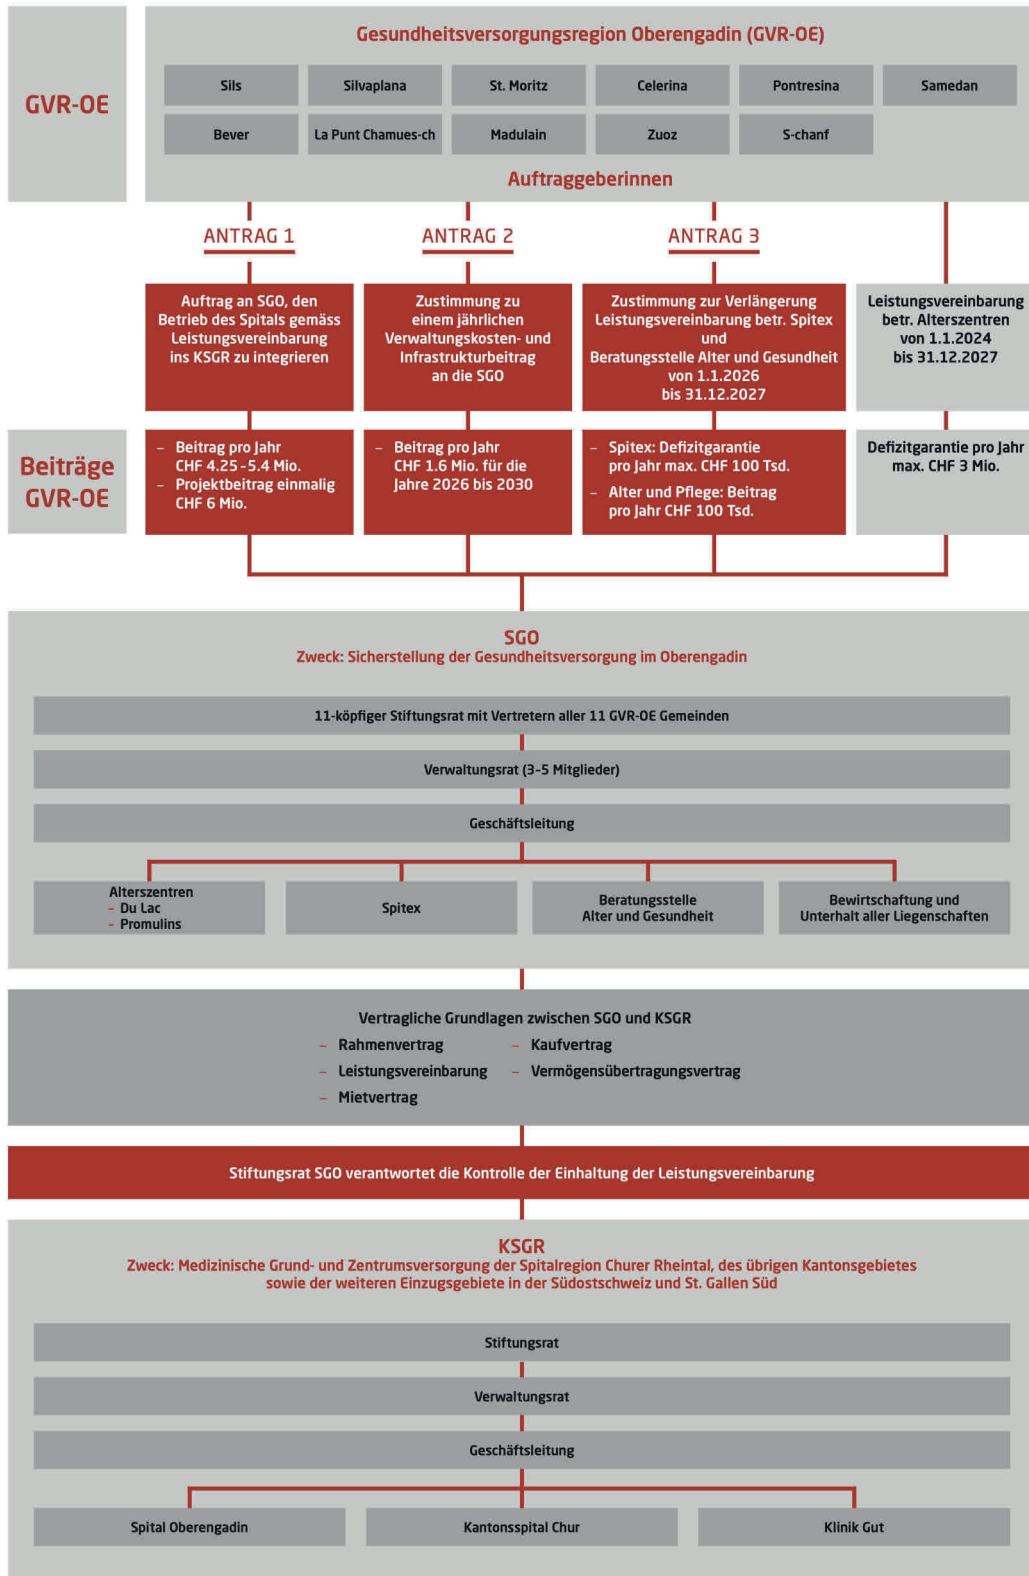 GVR-OE
Gesundheitsversorgungsregion Oberengadin (GVR-OE)
Sils
Silvaplana
St. Moritz
Celerina
Pontresina
Samedan
Bever
La Punt Chamues-ch
Madulain
Zuoz
S-chanf
Auftraggeberinnen
ANTRAG 1
ANTRAG 2
ANTRAG 3
Auftrag an SGO, den
Betrieb des Spitals gemäss
Leistungsvereinbarung
ins KSGR zu integrieren
Zustimmung zu
einem jährlichen
Verwaltungskosten- und
Infrastrukturbeitrag
an die SGO
Zustimmung zur Verlängerung
Leistungsvereinbarung betr. Spitex
und
Beratungsstelle Alter und Gesundheit
von 1.1.2026
bis 31.12.2027
Leistungsvereinbarung
betr. Alterszentren
von 1.1.2024
bis 31.12.2027
Beiträge
GVR-OE
– Beitrag pro Jahr
CHF 4.25–5.4 Mio.
– Projektbeitrag einmalig
CHF 6 Mio.
– Beitrag pro Jahr
CHF 1.6 Mio. für die
Jahre 2026 bis 2030
– Spitex: Defizitgarantie
pro Jahr max. CHF 100 Tsd.
– Alter und Pflege: Beitrag
pro Jahr CHF 100 Tsd.
Defizitgarantie pro Jahr
max. CHF 3 Mio.
SGO
Zweck: Sicherstellung der Gesundheitsversorgung im Oberengadin
11-köpfiger Stiftungsrat mit Vertretern aller 11 GVR-OE Gemeinden
Verwaltungsrat (3–5 Mitglieder)
Geschäftsleitung
Alterszentren
– Du Lac
– Promulins
Spitex
Beratungsstelle
Alter und Gesundheit
Bewirtschaftung und
Unterhalt aller Liegenschaften
Vertragliche Grundlagen zwischen SGO und KSGR
– Rahmenvertrag
– Leistungsvereinbarung
– Mietvertrag
– Kaufvertrag
– Vermögensübertragungsvertrag
Stiftungsrat SGO verantwortet die Kontrolle der Einhaltung der Leistungsvereinbarung
KSGR
Zweck: Medizinische Grund- und Zentrumsversorgung der Spitalregion Churer Rheintal, des übrigen Kantonsgebietes
sowie der weiteren Einzugsgebiete in der Südostschweiz und St. Gallen Süd
Stiftungsrat
Verwaltungsrat
Geschäftsleitung
Spital Oberengadin
Kantonsspital Chur
Klinik Gut